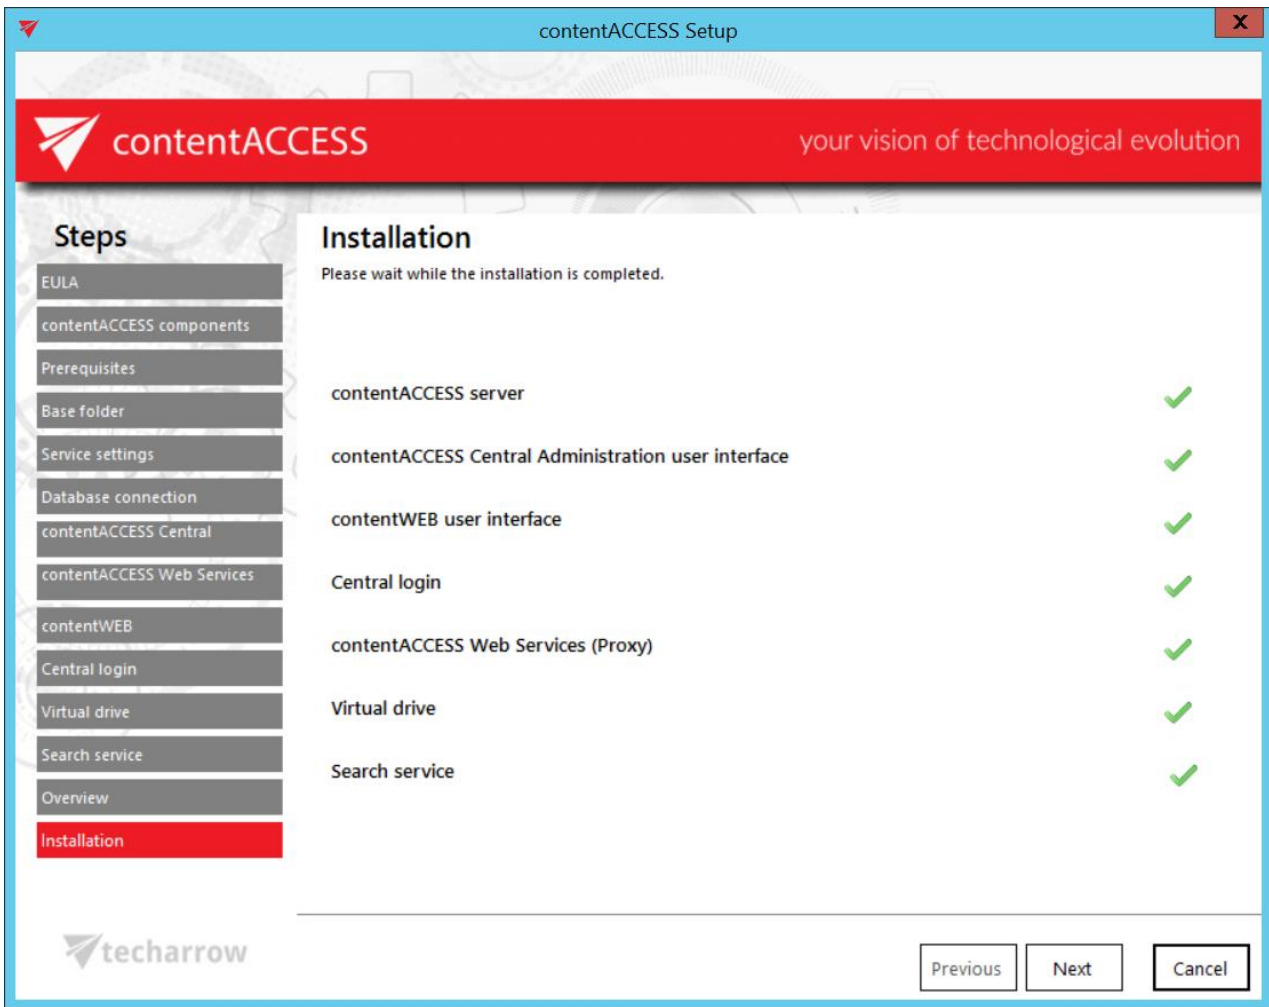 contentACCESS Setup
X
contentACCESS
your vision of technological evolution
Steps
EULA
contentACCESS components
Prerequisites
Base folder
Service settings
Database connection
contentACCESS Central
contentACCESS Web Services
contentWEB
Central login
Virtual drive
Search service
Overview
Installation
Installation
Please wait while the installation is completed.
contentACCESS server
contentACCESS Central Administration user interface
contentWEB user interface
Central login
contentACCESS Web Services (Proxy)
Virtual drive
Search service
techarrow
Previous
Next
Cancel